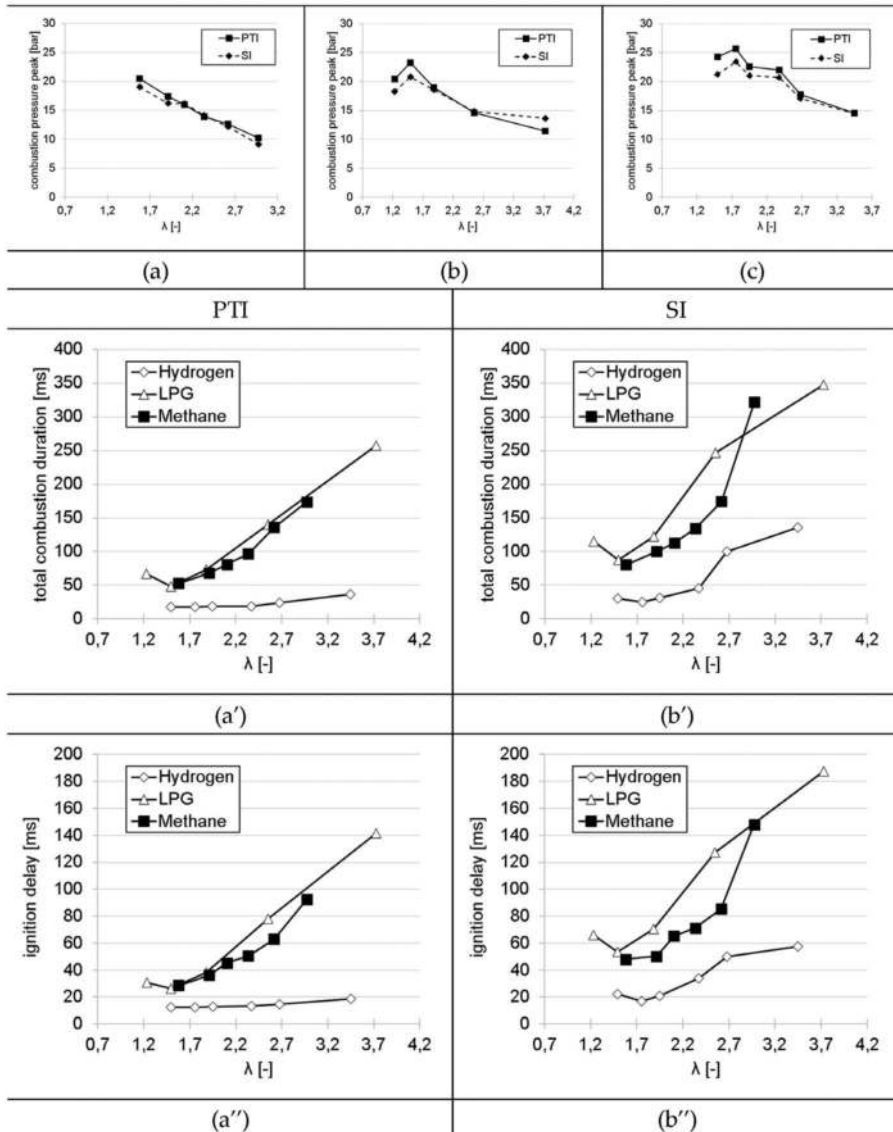 combustion pressure peak [bar]
30
25
20
15
10
5
0
0,7 1,2 1,7 2,2 2,7 3,2
λ [-]
PTI
SI
combustion pressure peak [bar]
30
25
20
15
10
5
0
0,7 1,2 1,7 2,2 2,7 3,2 3,7 4,2
λ [-]
PTI
SI
combustion pressure peak [bar]
30
25
20
15
10
5
0
0,7 1,2 1,7 2,2 2,7 3,2 3,7
λ [-]
PTI
SI
(a) (b) (c)
PTI SI
total combustion duration [ms]
400
350
300
250
200
150
100
50
0
0,7 1,2 1,7 2,2 2,7 3,2 3,7 4,2
λ [-]
Hydrogen
LPG
Methane
total combustion duration [ms]
400
350
300
250
200
150
100
50
0
0,7 1,2 1,7 2,2 2,7 3,2 3,7 4,2
λ [-]
Hydrogen
LPG
Methane
(a′) (b′)
ignition delay [ms]
200
180
160
140
120
100
80
60
40
20
0
0,7 1,2 1,7 2,2 2,7 3,2 3,7 4,2
λ [-]
Hydrogen
LPG
Methane
ignition delay [ms]
200
180
160
140
120
100
80
60
40
20
0
0,7 1,2 1,7 2,2 2,7 3,2 3,7 4,2
λ [-]
Hydrogen
LPG
Methane
(a″) (b″)